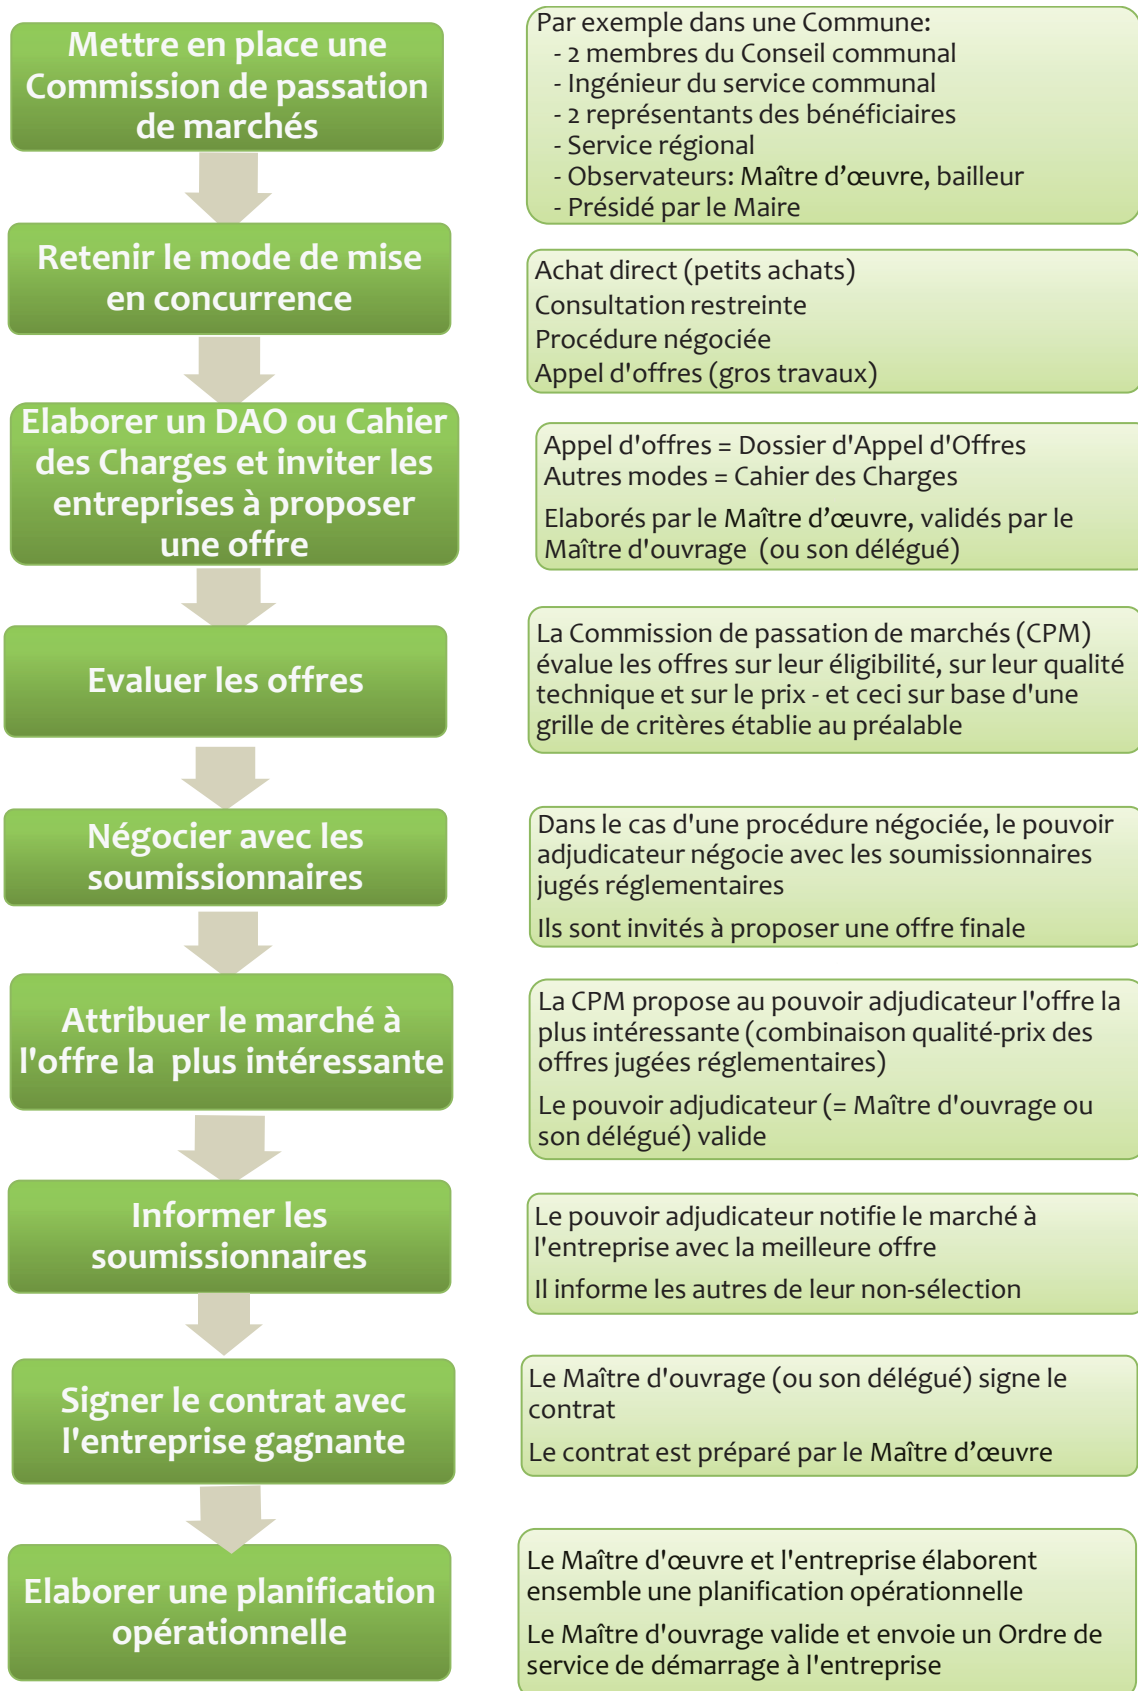 Mettre en place une
Commission de passation
de marchés
Par exemple dans une Commune:
- 2 membres du Conseil communal
- Ingénieur du service communal
- 2 représentants des bénéficiaires
- Service régional
- Observateurs: Maître d’œuvre, bailleur
- Présidé par le Maire
Retenir le mode de mise
en concurrence
Achat direct (petits achats)
Consultation restreinte
Procédure négociée
Appel d'offres (gros travaux)
Elaborer un DAO ou Cahier
des Charges et inviter les
entreprises à proposer
une offre
Appel d'offres = Dossier d'Appel d'Offres
Autres modes = Cahier des Charges
Elaborés par le Maître d’œuvre, validés par le
Maître d'ouvrage (ou son délégué)
Evaluer les offres
La Commission de passation de marchés (CPM)
évalue les offres sur leur éligibilité, sur leur qualité
technique et sur le prix - et ceci sur base d'une
grille de critères établie au préalable
Négocier avec les
soumissionnaires
Dans le cas d'une procédure négociée, le pouvoir
adjudicateur négocie avec les soumissionnaires
jugés réglementaires
Ils sont invités à proposer une offre finale
Attribuer le marché à
l'offre la plus intéressante
La CPM propose au pouvoir adjudicateur l'offre la
plus intéressante (combinaison qualité-prix des
offres jugées réglementaires)
Le pouvoir adjudicateur (= Maître d'ouvrage ou
son délégué) valide
Informer les
soumissionnaires
Le pouvoir adjudicateur notifie le marché à
l'entreprise avec la meilleure offre
Il informe les autres de leur non-sélection
Signer le contrat avec
l'entreprise gagnante
Le Maître d'ouvrage (ou son délégué) signe le
contrat
Le contrat est préparé par le Maître d’œuvre
Elaborer une planification
opérationnelle
Le Maître d'œuvre et l'entreprise élaborent
ensemble une planification opérationnelle
Le Maître d'ouvrage valide et envoie un Ordre de
service de démarrage à l'entreprise